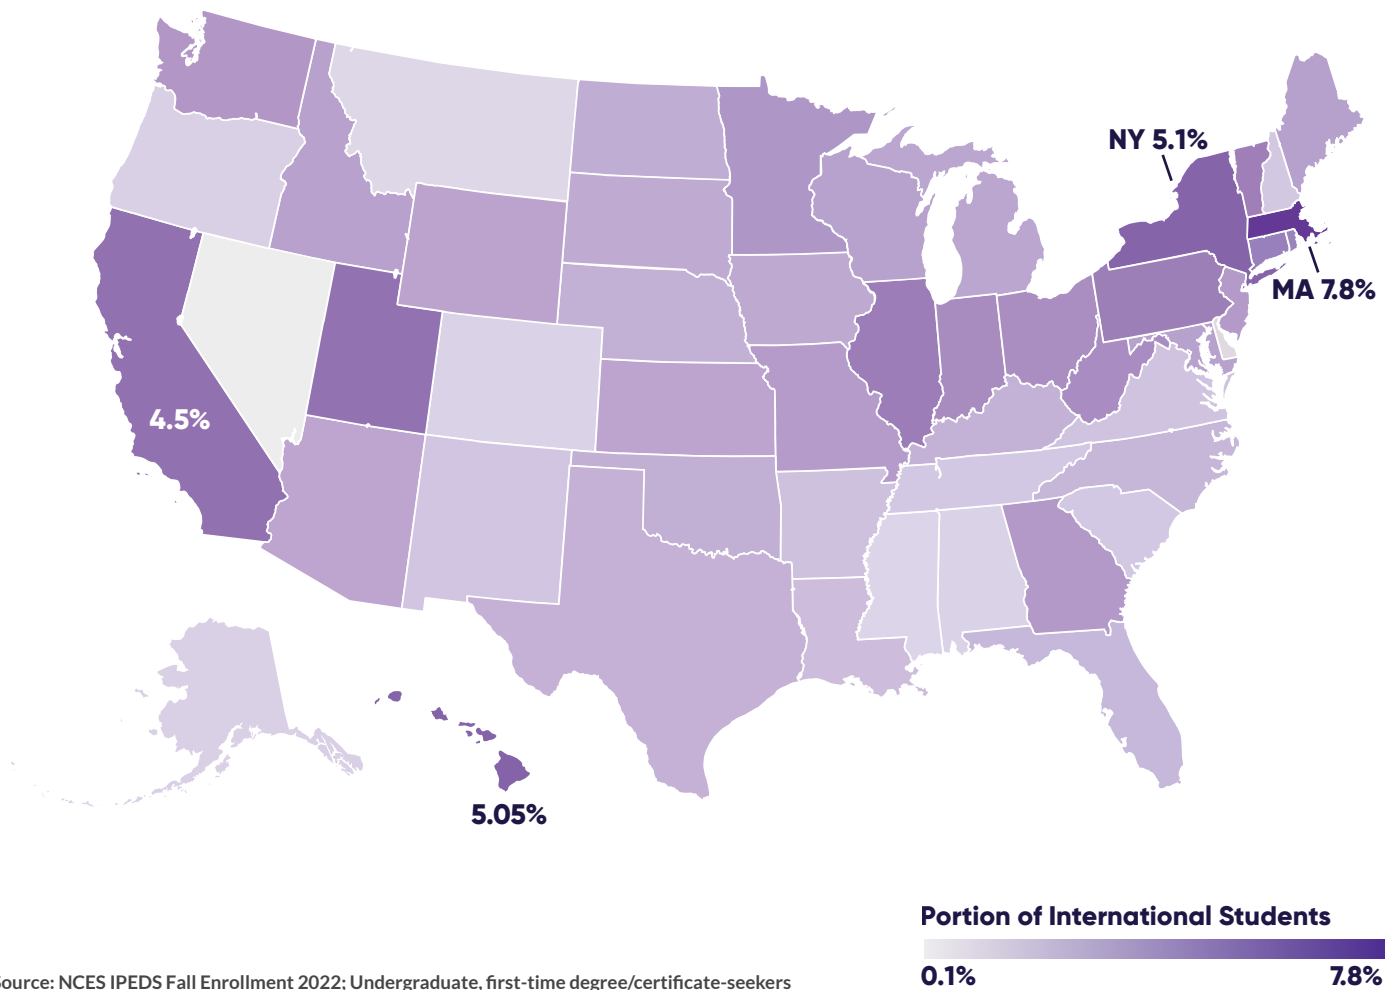 NY 5.1%
MA 7.8%
4.5%
5.05%
Portion of International Students
0.1% 7.8%
ource: NCES IPEDS Fall Enrollment 2022; Undergraduate, first-time degree/certificate-seekers